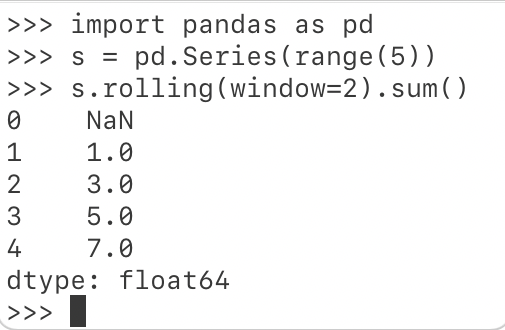 >>> import pandas as pd
>>> s = pd.Series(range(5))
>>> s.rolling(window=2).sum()
0    NaN
1    1.0
2    3.0
3    5.0
4    7.0
dtype: float64
>>>